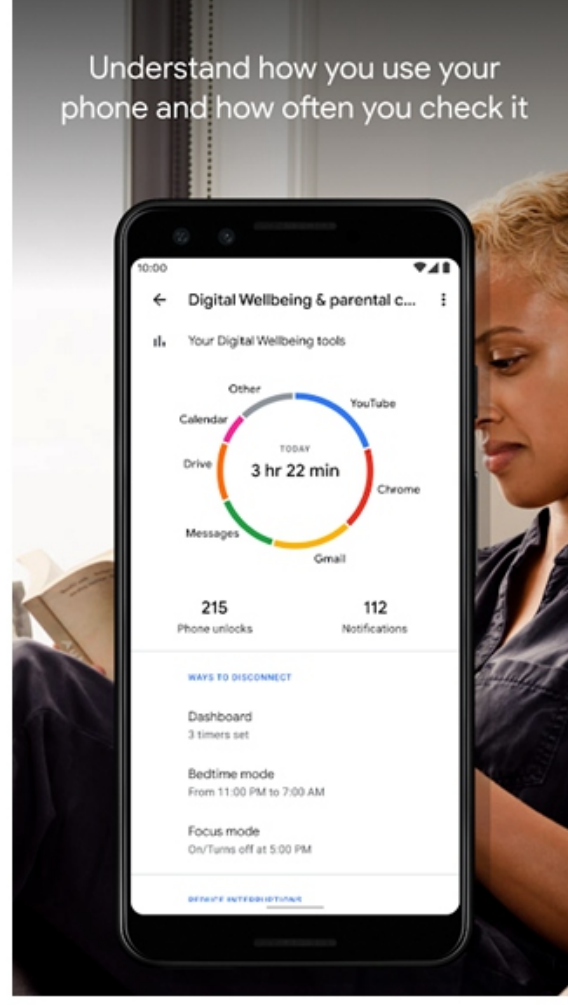 Understand how you use your
phone and how often you check it
10:00
Digital Wellbeing & parental c...
Your Digital Wellbeing tools
Other
YouTube
Calendar
TODAY
Drive
3 hr 22 min
Chrome
Messages
Gmail
215
112
Phone unlocks
Notifications
WAYS TO DISCONNECT
Dashboard
3 timers set
Bedtime mode
From 11:00 PM to 7:00 AM
Focus mode
On/Turns off at 5:00 PM
REDUCE INTERRUPTIONS